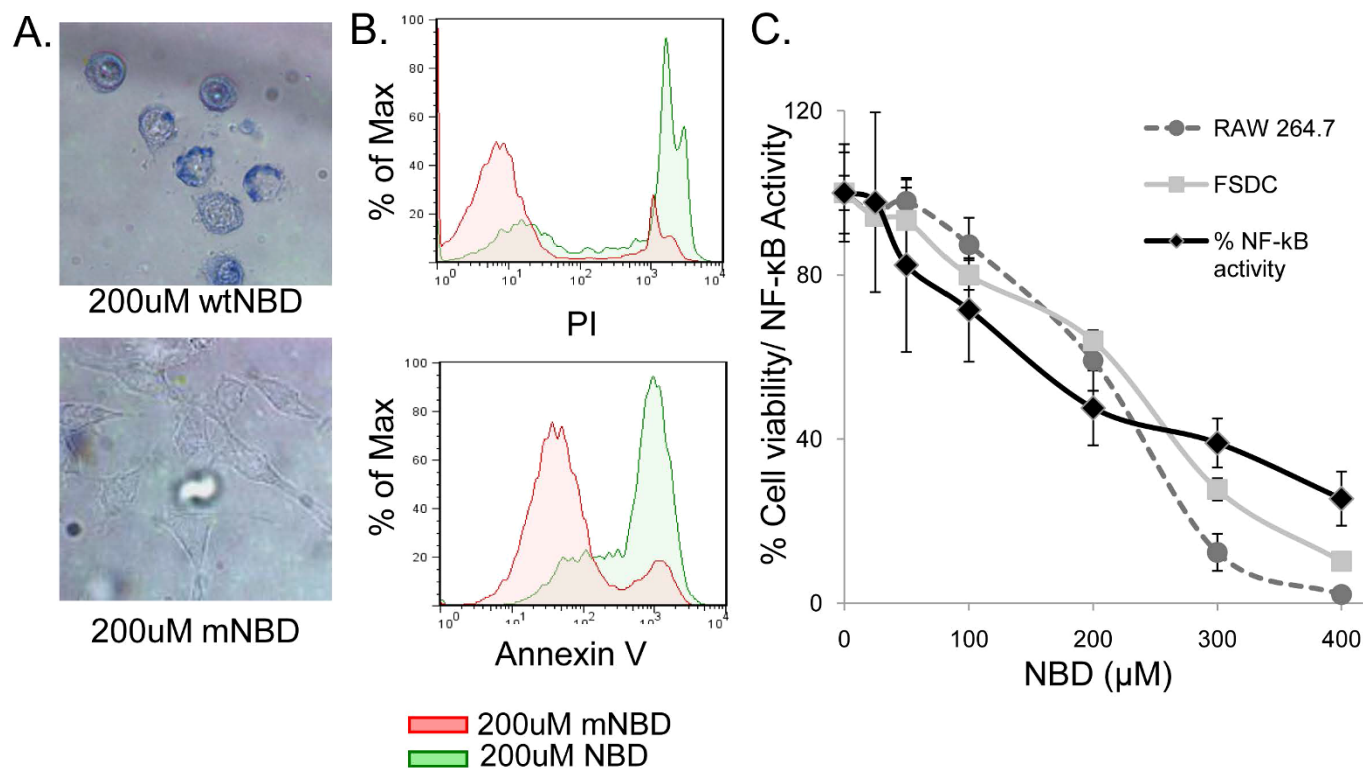 A.
200uM wtNBD
200uM mNBD
B.
% of Max
100
80
60
40
20
10⁰ 10¹ 10² 10³ 10⁴
PI
% of Max
100
80
60
40
20
10⁰ 10¹ 10² 10³ 10⁴
Annexin V
200uM mNBD
200uM NBD
C.
% Cell viability/ NF-κB Activity
120
80
40
0
0 100 200 300 400
NBD (µM)
RAW 264.7
FSDC
% NF-kB
activity